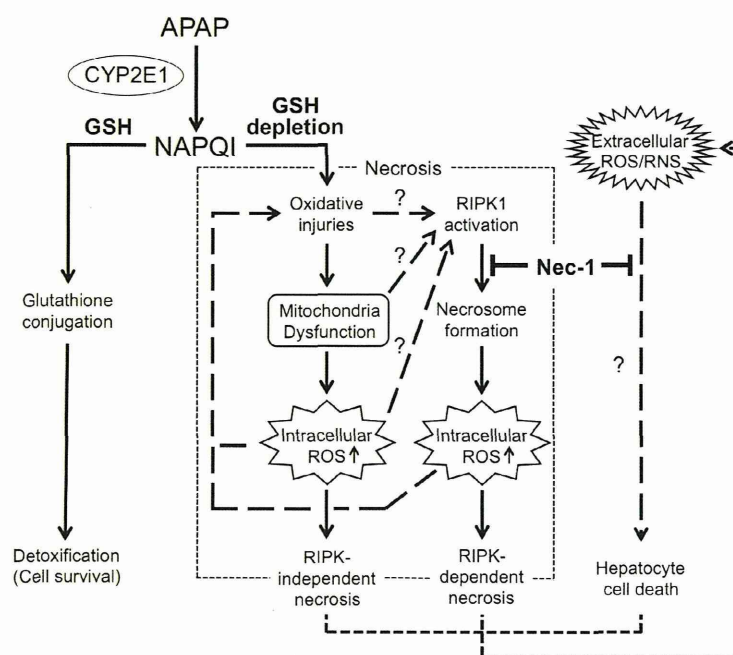 APAP
CYP2E1
GSH
NAPQI
GSH
depletion
Extracellular
ROS/RNS
Necrosis
Oxidative
injuries
?
RIPK1
activation
?
Nec-1
Glutathione
conjugation
Mitochondria
Dysfunction
Necrosome
formation
?
?
Intracellular
ROS↑
Intracellular
ROS↑
Detoxification
(Cell survival)
RIPK-
independent
necrosis
RIPK-
dependent
necrosis
Hepatocyte
cell death